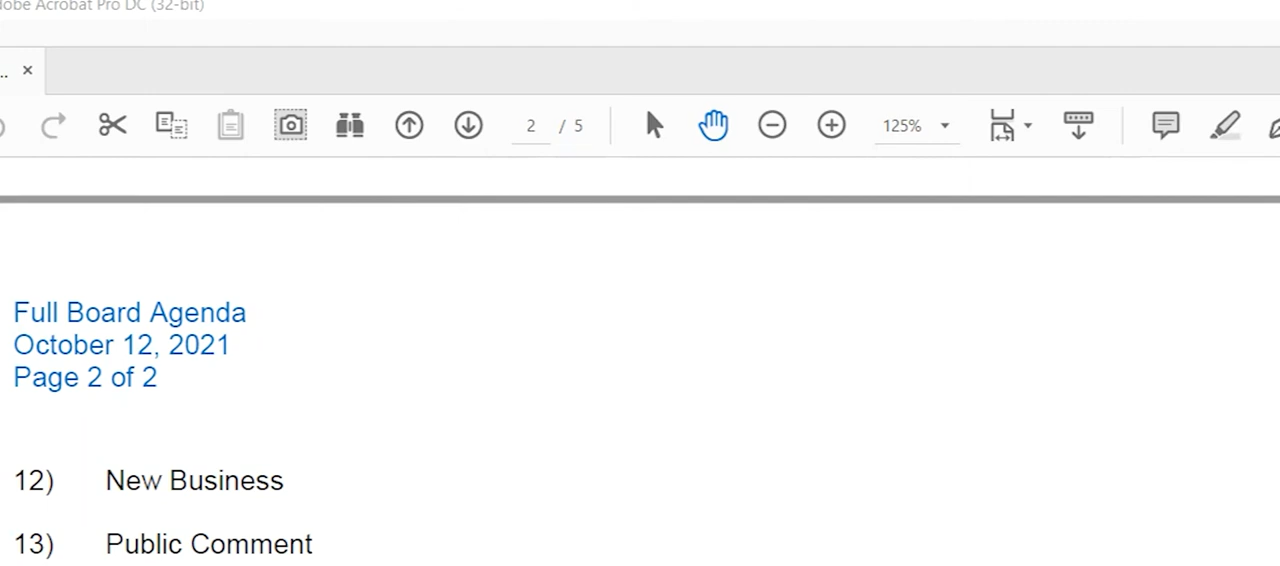 dobe Acrobat Pro DC (32-bit)
.. ×
2 / 5
125%
Full Board Agenda
October 12, 2021
Page 2 of 2
12) New Business
13) Public Comment